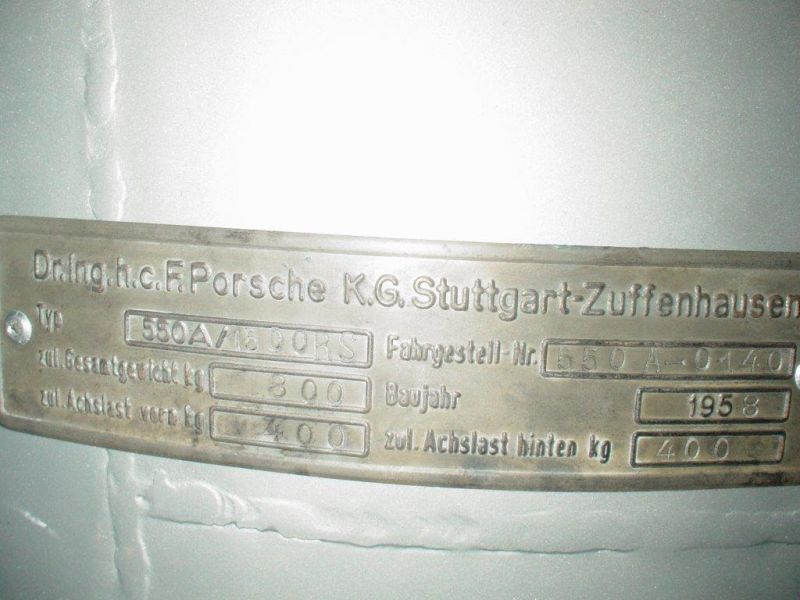 Dr.Ing.h.c.F.Porsche K.G.Stuttgart-Zuffenhausen
Typ 550A/1500RS Fahrgestell-Nr. 550A-0140
zul. Gesamtgewicht kg 800 Baujahr 1958
zul. Achslast vorn kg 400 zul. Achslast hinten kg 400